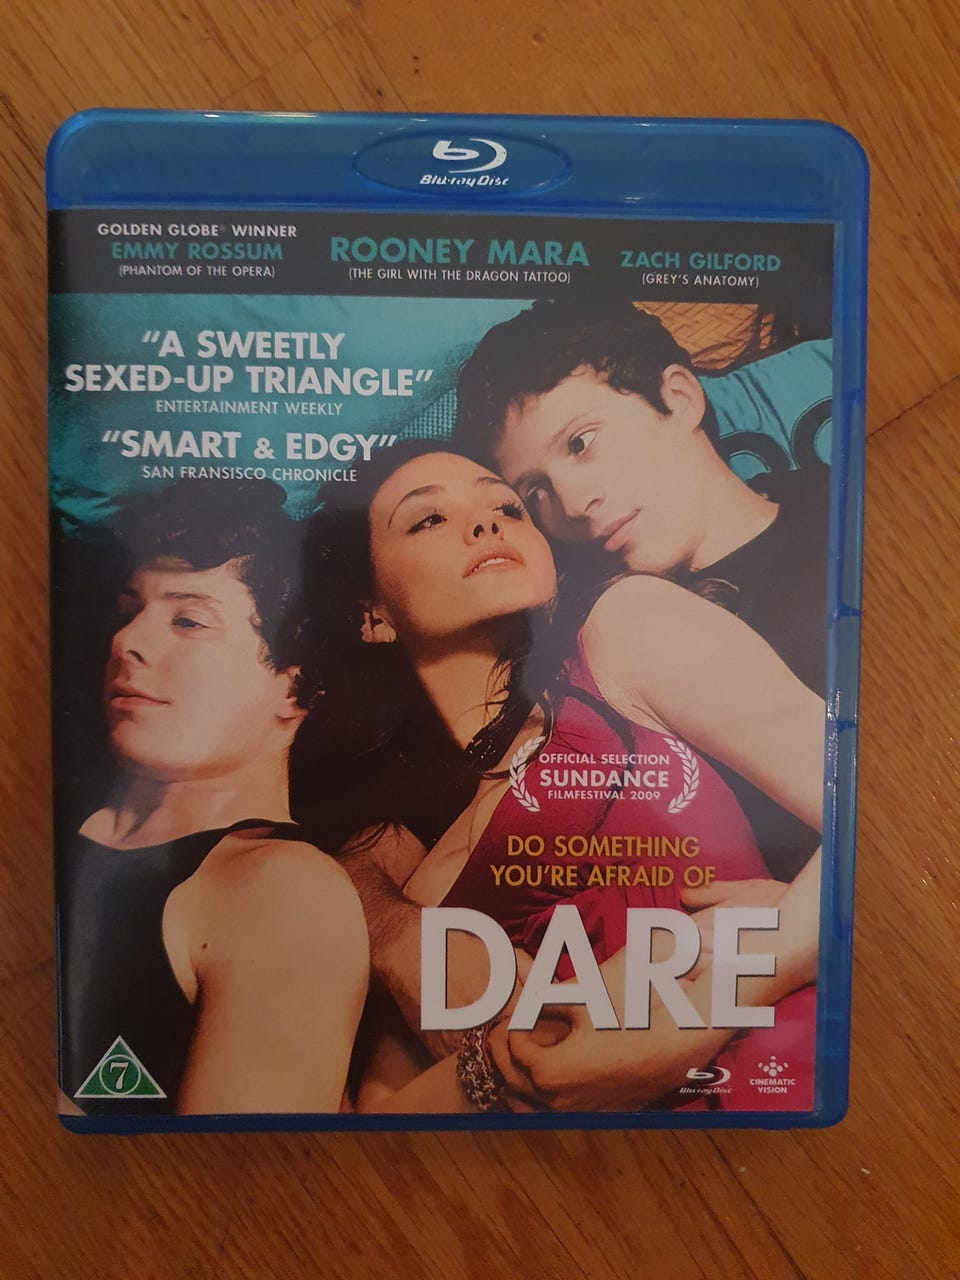 Blu-ray Disc
GOLDEN GLOBE® WINNER
EMMY ROSSUM
(PHANTOM OF THE OPERA)
ROONEY MARA
(THE GIRL WITH THE DRAGON TATTOO)
ZACH GILFORD
(GREY'S ANATOMY)
"A SWEETLY
SEXED-UP TRIANGLE"
ENTERTAINMENT WEEKLY
"SMART & EDGY"
SAN FRANSISCO CHRONICLE
OFFICIAL SELECTION
SUNDANCE
FILMFESTIVAL 2009
DO SOMETHING
YOU'RE AFRAID OF
DARE
7
Blu-ray Disc
CINEMATIC
VISION